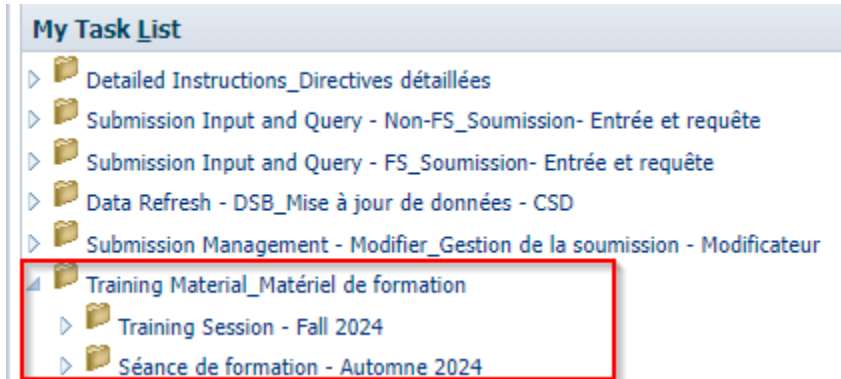 My Task List
Detailed Instructions_Directives détaillées
Submission Input and Query - Non-FS_Soumission- Entrée et requête
Submission Input and Query - FS_Soumission- Entrée et requête
Data Refresh - DSB_Mise à jour de données - CSD
Submission Management - Modifier_Gestion de la soumission - Modificateur
Training Material_Matériel de formation
Training Session - Fall 2024
Séance de formation - Automne 2024